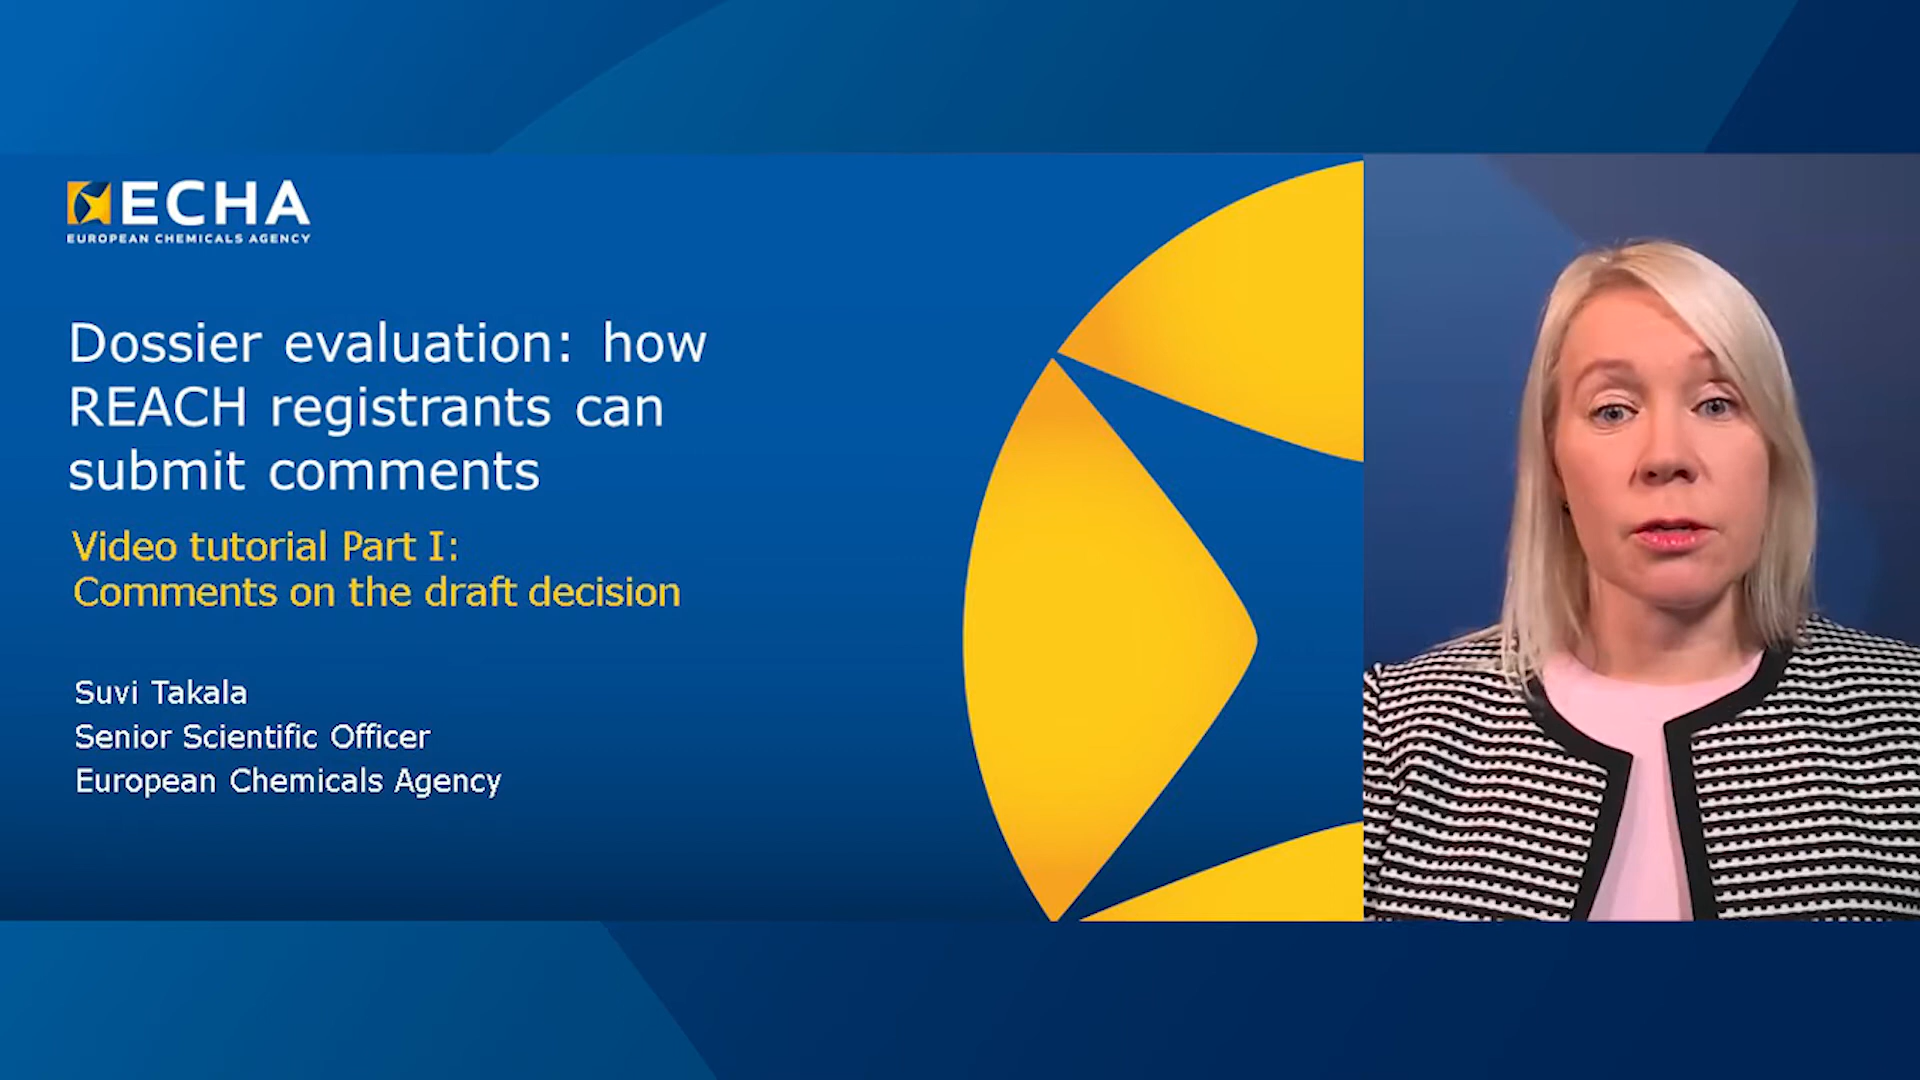 ECHA
EUROPEAN CHEMICALS AGENCY
Dossier evaluation: how
REACH registrants can
submit comments
Video tutorial Part I:
Comments on the draft decision
Suvi Takala
Senior Scientific Officer
European Chemicals Agency